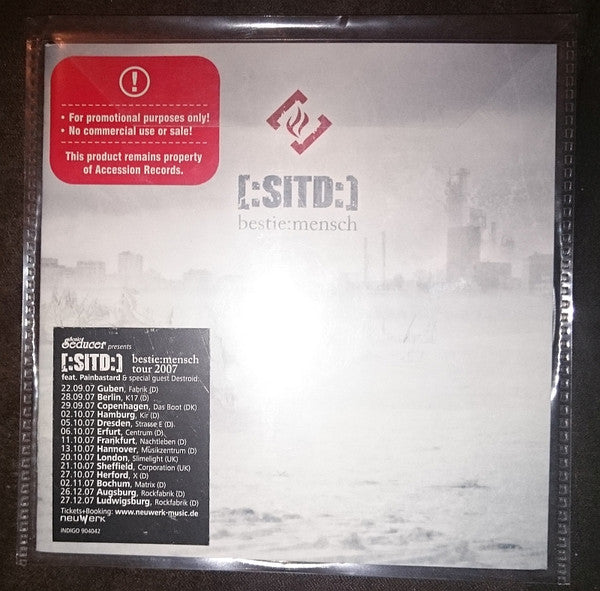 !
• For promotional purposes only!
• No commercial use or sale!
This product remains property
of Accession Records.
[:SITD:]
bestie:mensch
Sonic Seducer presents
[:SITD:] bestie:mensch
tour 2007
feat. Painbastard & special guest Destroid:
22.09.07 Guben, Fabrik (D)
28.09.07 Berlin, K17 (D)
29.09.07 Copenhagen, Das Boot (DK)
02.10.07 Hamburg, Kir (D)
05.10.07 Dresden, Strasse E (D)
06.10.07 Erfurt, Centrum (D)
11.10.07 Frankfurt, Nachtleben (D)
13.10.07 Hannover, Musikzentrum (D)
20.10.07 London, Slimelight (UK)
21.10.07 Sheffield, Corporation (UK)
27.10.07 Herford, X (D)
02.11.07 Bochum, Matrix (D)
26.12.07 Augsburg, Rockfabrik (D)
27.12.07 Ludwigsburg, Rockfabrik (D)
Tickets+Booking: www.neuwerk-music.de
neuWerk
INDIGO 904042